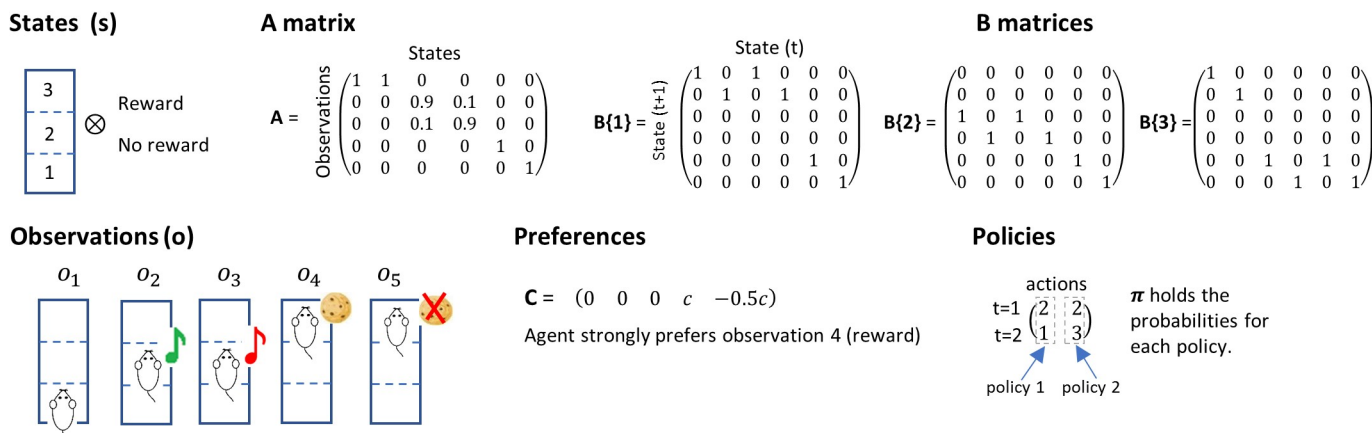 States (s)
3
2
1
⊗
Reward
No reward
A matrix
States
Observations
A =
1 1 0 0 0 0
0 0 0.9 0.1 0 0
0 0 0.1 0.9 0 0
0 0 0 0 1 0
0 0 0 0 0 1
B matrices
State (t)
State (t+1)
B{1} =
1 0 1 0 0 0
0 1 0 1 0 0
0 0 0 0 0 0
0 0 0 0 0 0
0 0 0 0 1 0
0 0 0 0 0 1
B{2} =
0 0 0 0 0 0
0 0 0 0 0 0
1 0 1 0 0 0
0 1 0 1 0 0
0 0 0 0 1 0
0 0 0 0 0 1
B{3} =
1 0 0 0 0 0
0 1 0 0 0 0
0 0 0 0 0 0
0 0 0 0 0 0
0 0 1 0 1 0
0 0 0 1 0 1
Observations (o)
o₁ o₂ o₃ o₄ o₅
Preferences
C = (0 0 0 c −0.5c)
Agent strongly prefers observation 4 (reward)
Policies
actions
t=1 (2 2)
t=2 (1 3)
policy 1 policy 2
π holds the
probabilities for
each policy.